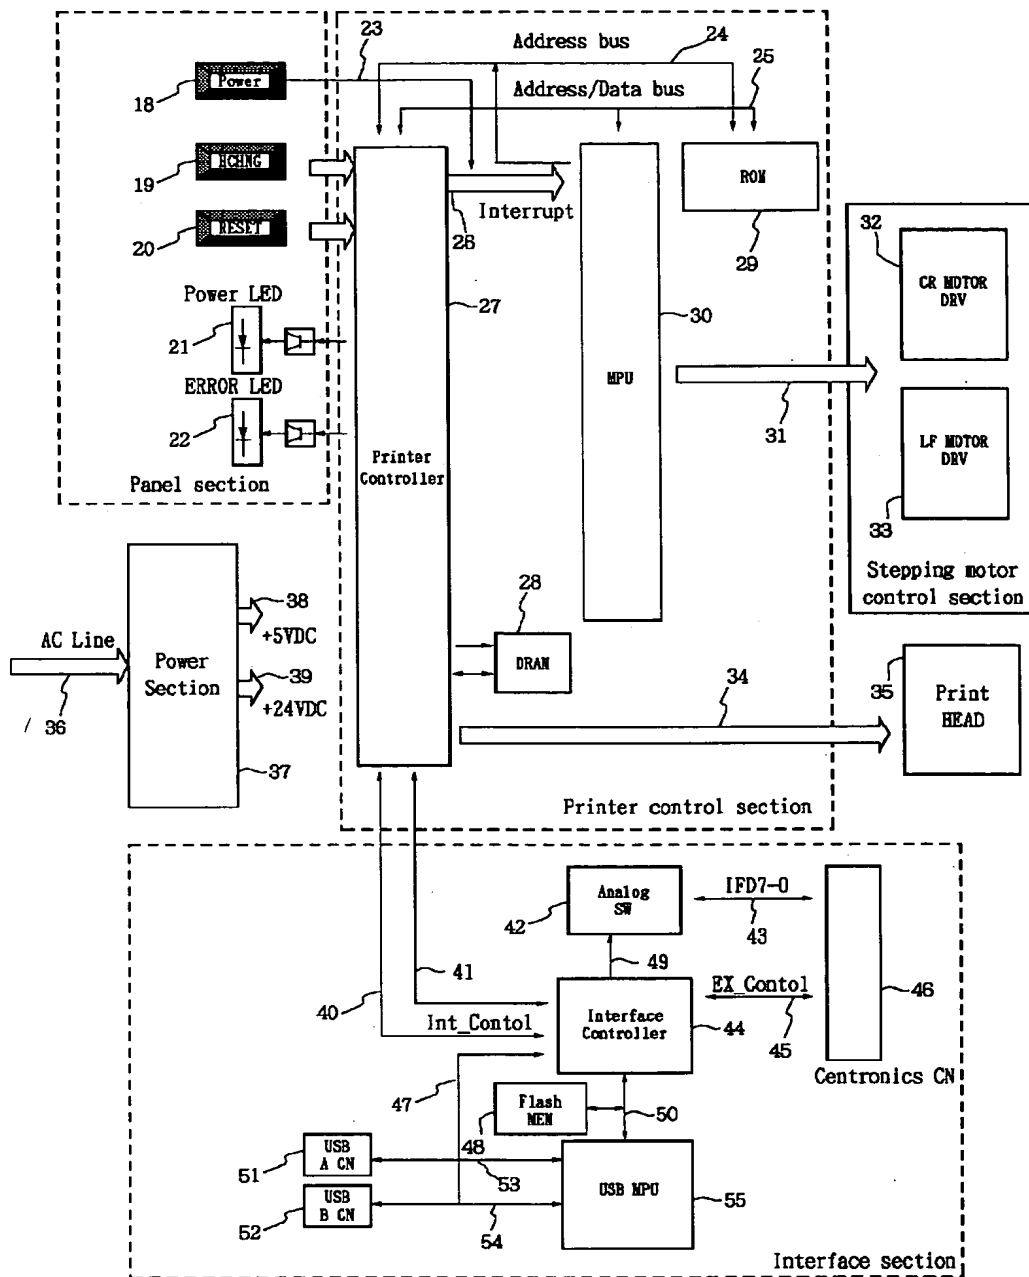 23
Address bus
24
25
Power
18
Address/Data bus
HCHNG
19
ROM
Interrupt
26
RESET
20
29
32
CR MOTOR
DRV
Power LED
27
30
21
ERROR LED
MPU
31
22
LF MOTOR
DRV
Printer
Controller
Panel section
33
Stepping motor
control section
28
38
AC Line
+5VDC
DRAM
Power
Section
39
34
35
Print
HEAD
+24VDC
36
37
Printer control section
Analog
SW
IFD7-0
42
43
41
49
EX_Contol
46
40
Int_Contol
Interface
Controller
44
45
Centronics CN
47
Flash
MEM
50
48
USB
A CN
51
53
USB MPU
USB
B CN
55
52
54
Interface section